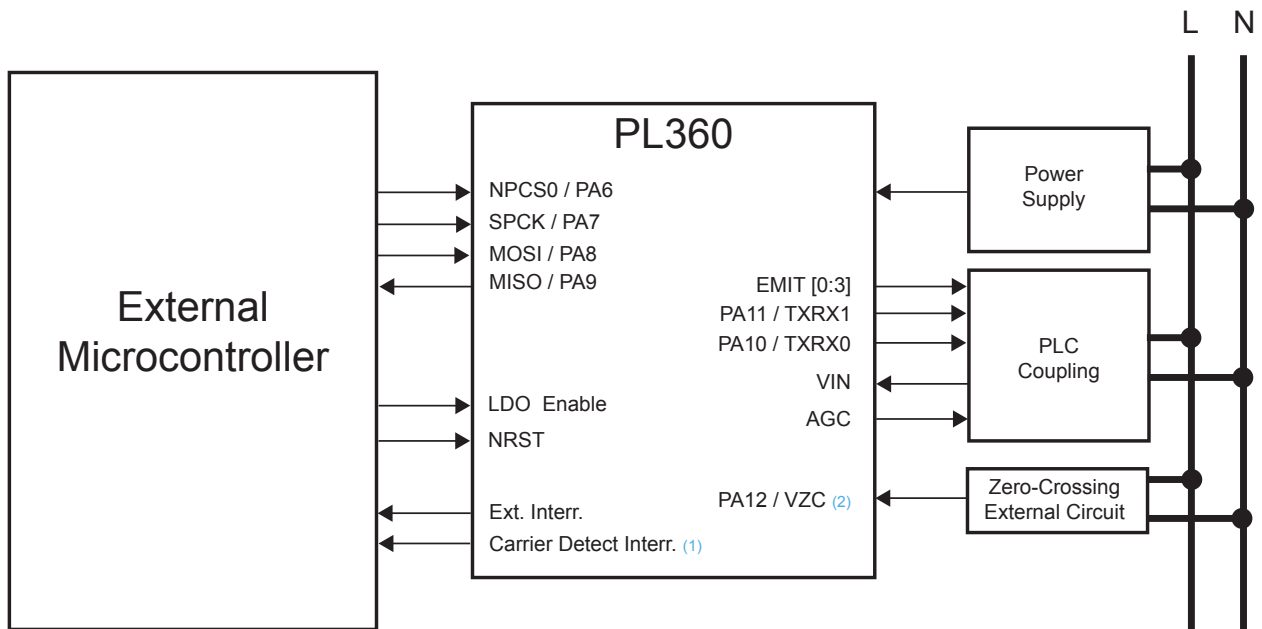 L N
External
Microcontroller
PL360
NPCS0 / PA6
SPCK / PA7
MOSI / PA8
MISO / PA9
LDO Enable
NRST
Ext. Interr.
Carrier Detect Interr. (1)
EMIT [0:3]
PA11 / TXRX1
PA10 / TXRX0
VIN
AGC
PA12 / VZC (2)
Power
Supply
PLC
Coupling
Zero-Crossing
External Circuit